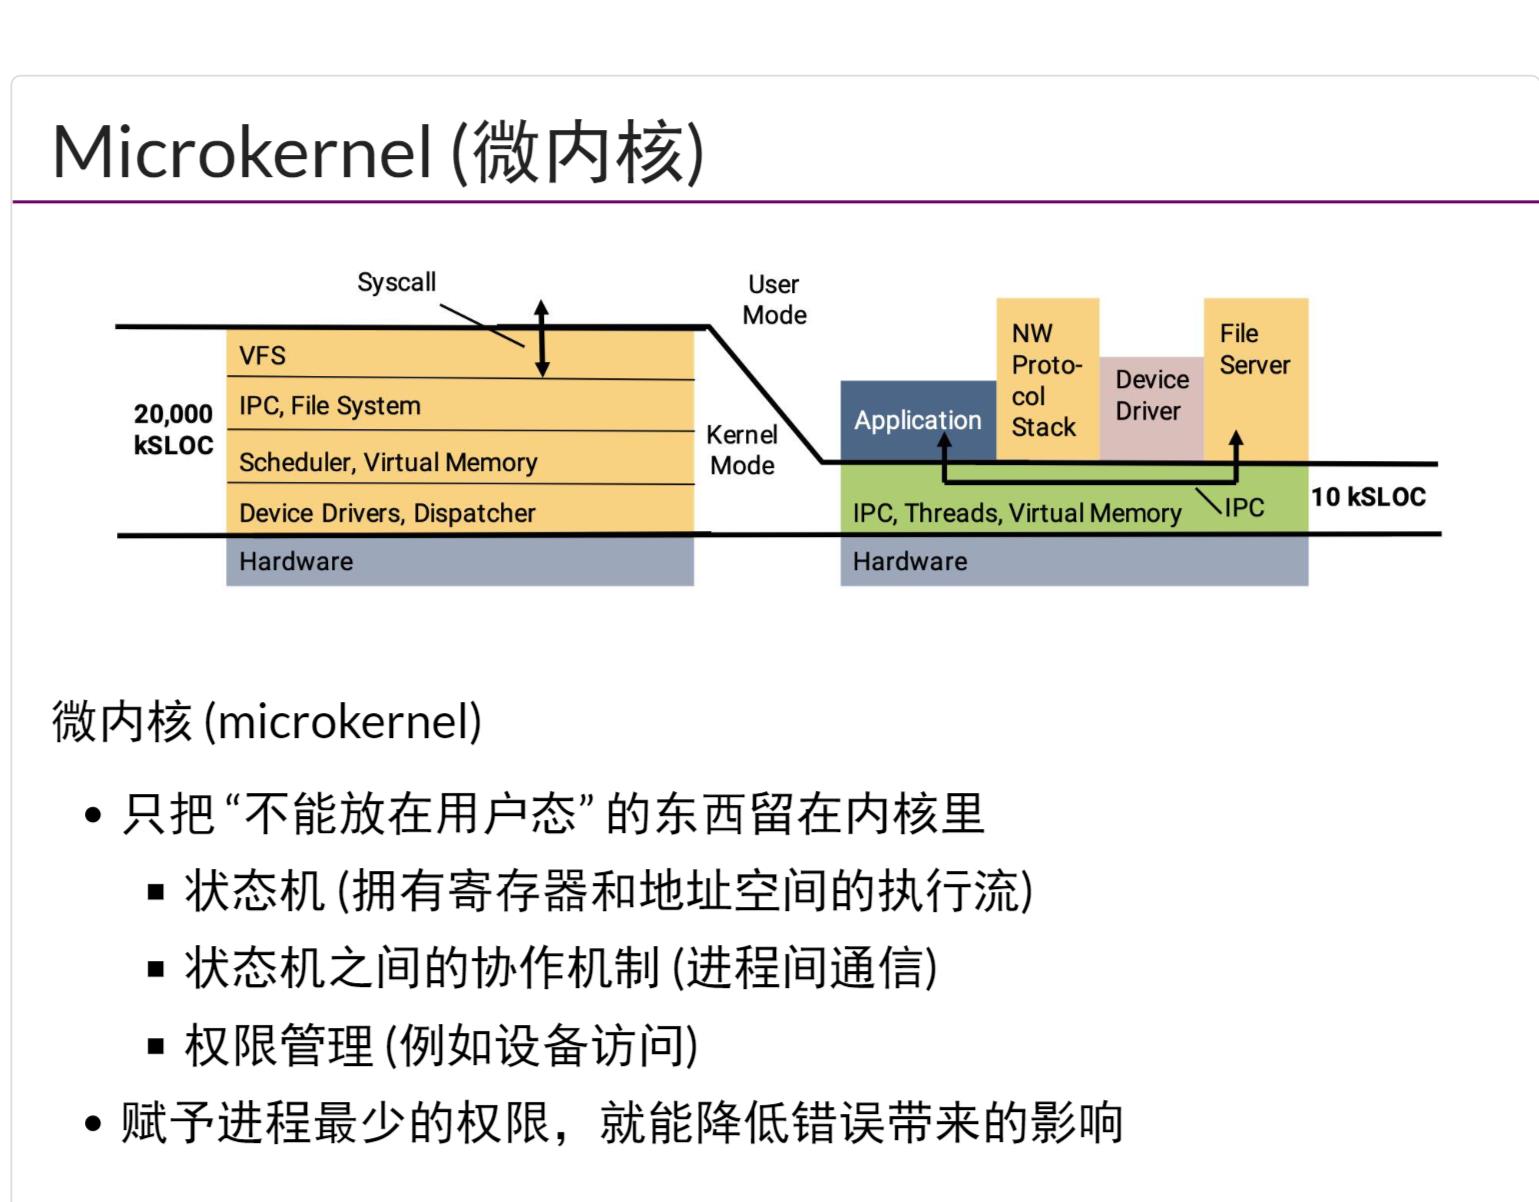 Microkernel (微内核)
Syscall
User
Mode
VFS
IPC, File System
Scheduler, Virtual Memory
Device Drivers, Dispatcher
Hardware
20,000
kSLOC
Kernel
Mode
Application
NW
Proto-
col
Stack
Device
Driver
File
Server
IPC, Threads, Virtual Memory
IPC
10 kSLOC
Hardware
微内核 (microkernel)
• 只把 “不能放在用户态” 的东西留在内核里
▪ 状态机 (拥有寄存器和地址空间的执行流)
▪ 状态机之间的协作机制 (进程间通信)
▪ 权限管理 (例如设备访问)
• 赋予进程最少的权限，就能降低错误带来的影响